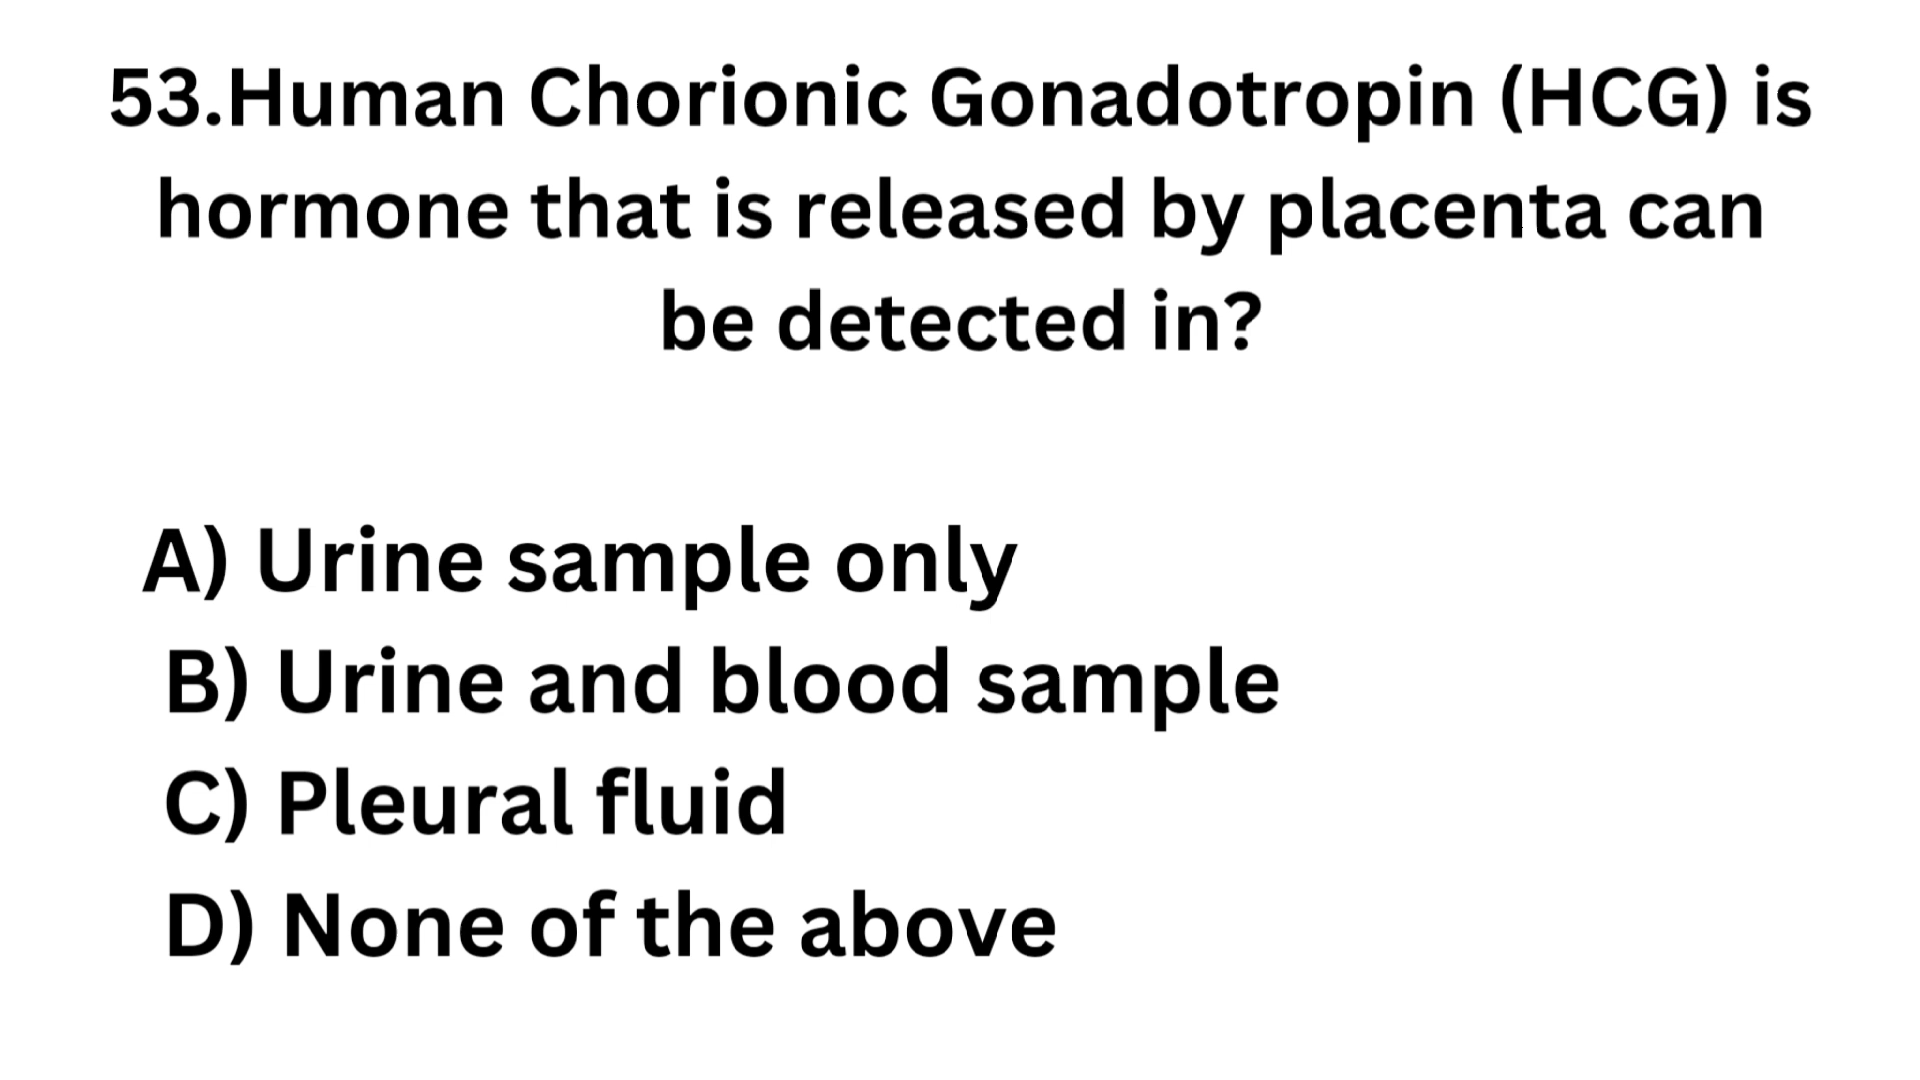 53.Human Chorionic Gonadotropin (HCG) is
hormone that is released by placenta can
be detected in?
A) Urine sample only
B) Urine and blood sample
C) Pleural fluid
D) None of the above